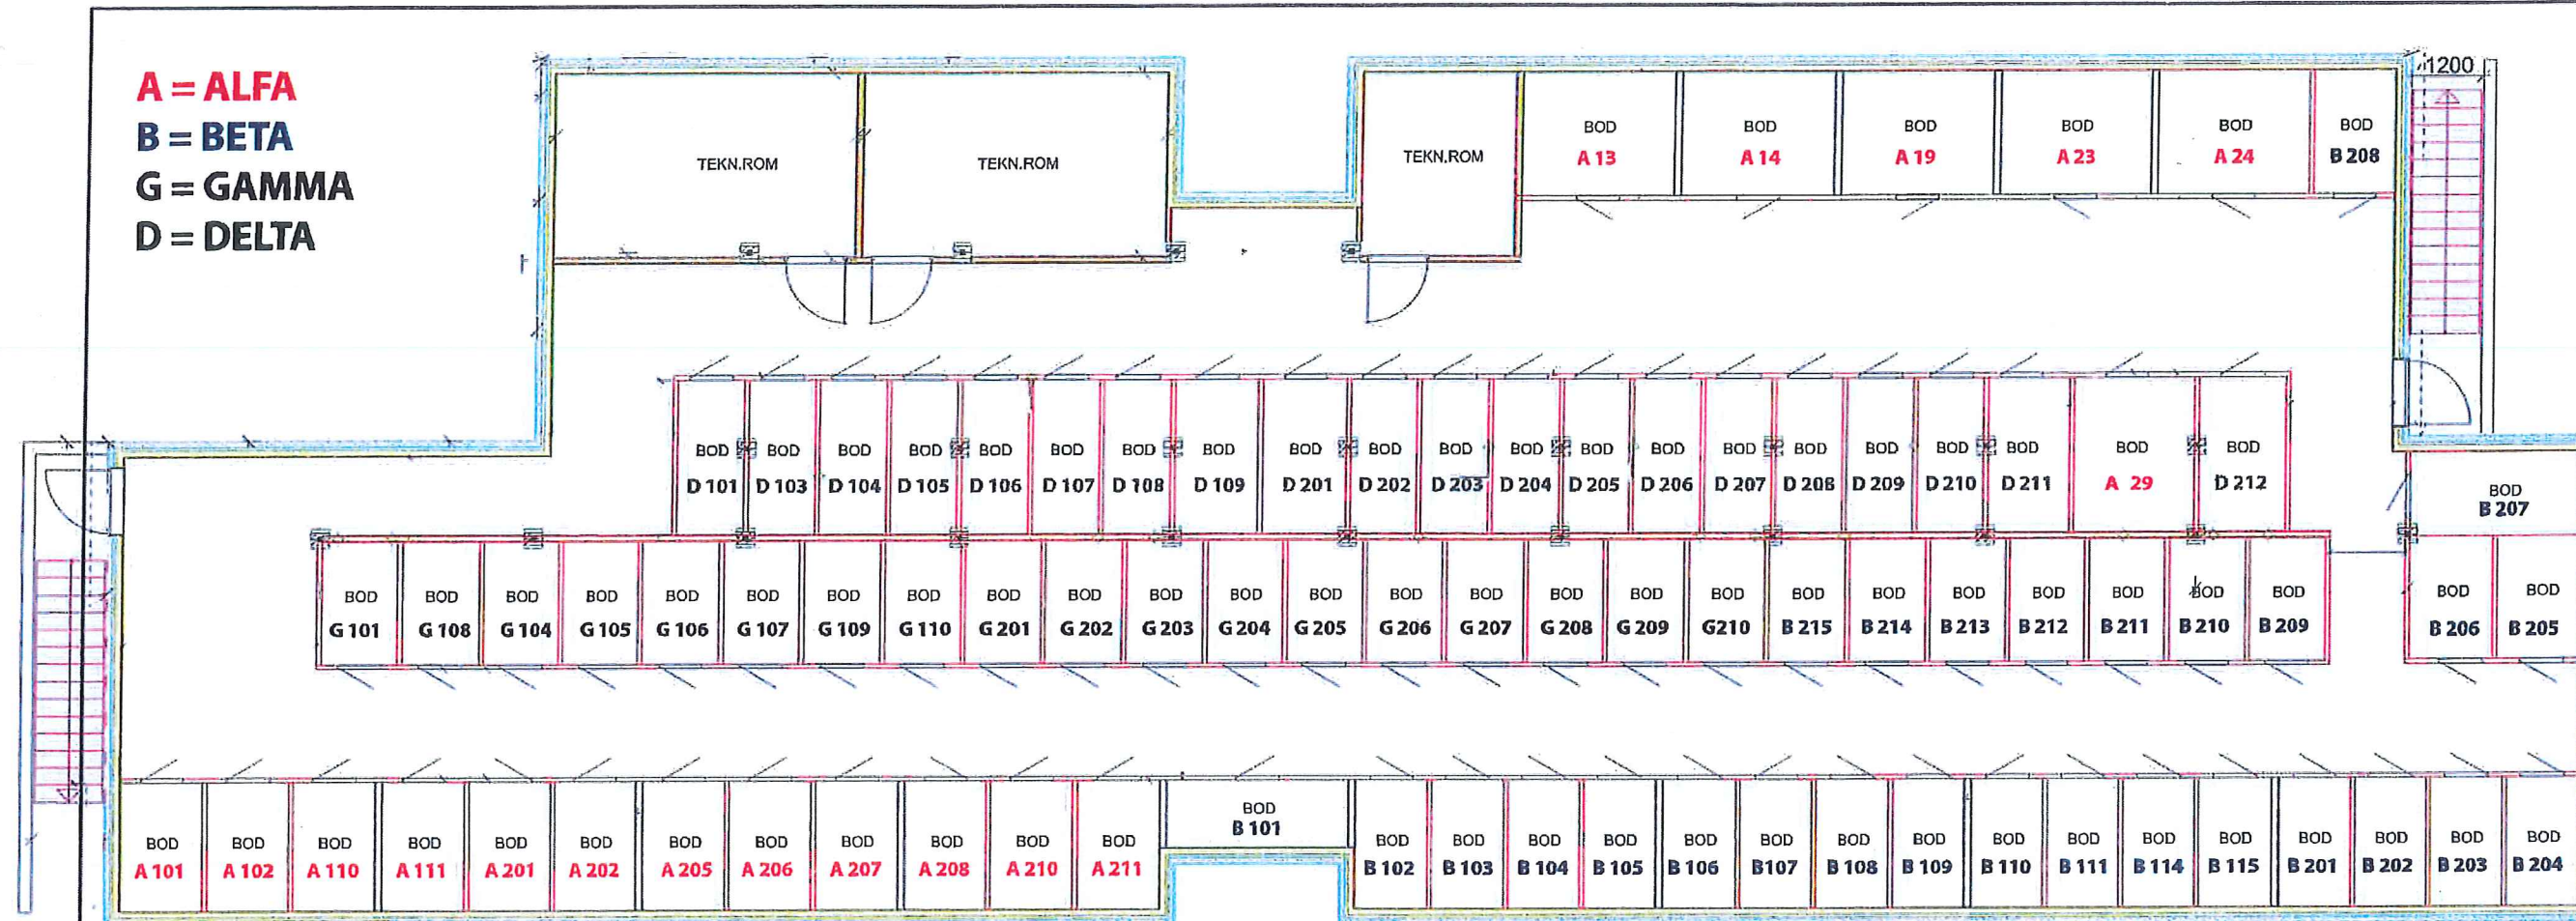 A = ALFA
B = BETA
G = GAMMA
D = DELTA
1200
TEKN.ROM
TEKN.ROM
TEKN.ROM
BOD
A 13
BOD
A 14
BOD
A 19
BOD
A 23
BOD
A 24
BOD
B 208
BOD
D 101
BOD
D 103
BOD
D 104
BOD
D 105
BOD
D 106
BOD
D 107
BOD
D 108
BOD
D 109
BOD
D 201
BOD
D 202
BOD
D 203
BOD
D 204
BOD
D 205
BOD
D 206
BOD
D 207
BOD
D 208
BOD
D 209
BOD
D 210
BOD
D 211
BOD
A 29
BOD
D 212
BOD
B 207
BOD
G 101
BOD
G 108
BOD
G 104
BOD
G 105
BOD
G 106
BOD
G 107
BOD
G 109
BOD
G 110
BOD
G 201
BOD
G 202
BOD
G 203
BOD
G 204
BOD
G 205
BOD
G 206
BOD
G 207
BOD
G 208
BOD
G 209
BOD
G210
BOD
B 215
BOD
B 214
BOD
B 213
BOD
B 212
BOD
B 211
BOD
B 210
BOD
B 209
BOD
B 206
BOD
B 205
BOD
A 101
BOD
A 102
BOD
A 110
BOD
A 111
BOD
A 201
BOD
A 202
BOD
A 205
BOD
A 206
BOD
A 207
BOD
A 208
BOD
A 210
BOD
A 211
BOD
B 101
BOD
B 102
BOD
B 103
BOD
B 104
BOD
B 105
BOD
B 106
BOD
B107
BOD
B 108
BOD
B 109
BOD
B 110
BOD
B 111
BOD
B 114
BOD
B 115
BOD
B 201
BOD
B 202
BOD
B 203
BOD
B 204